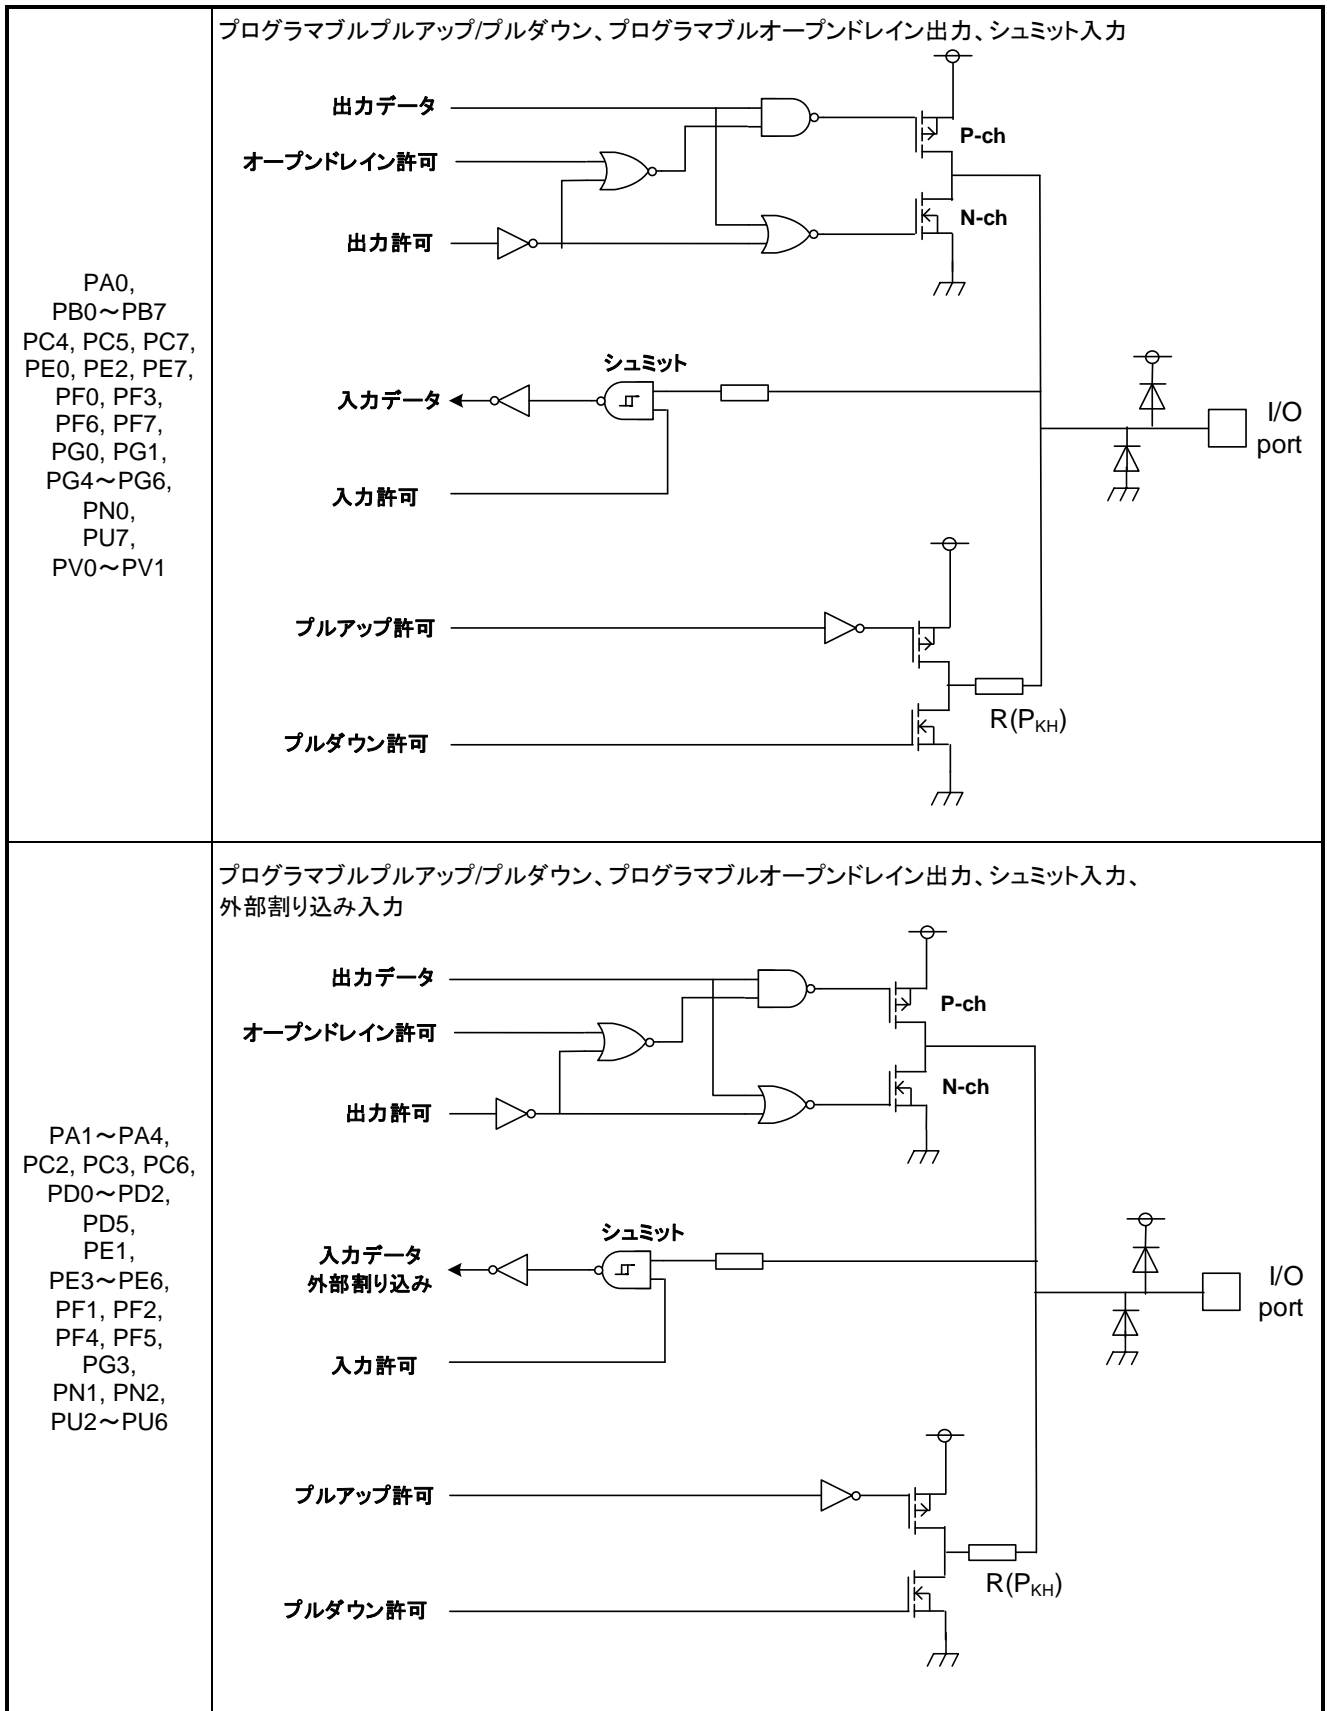 プログラマブルプルアップ/プルダウン、プログラマブルオープンドレイン出力、シュミット入力
PA0,
PB0～PB7
PC4, PC5, PC7,
PE0, PE2, PE7,
PF0, PF3,
PF6, PF7,
PG0, PG1,
PG4～PG6,
PN0,
PU7,
PV0～PV1
出力データ
オープンドレイン許可
出力許可
P-ch
N-ch
シュミット
入力データ
入力許可
I/O
port
プルアップ許可
プルダウン許可
R(PKH)
プログラマブルプルアップ/プルダウン、プログラマブルオープンドレイン出力、シュミット入力、
外部割り込み入力
PA1～PA4,
PC2, PC3, PC6,
PD0～PD2,
PD5,
PE1,
PE3～PE6,
PF1, PF2,
PF4, PF5,
PG3,
PN1, PN2,
PU2～PU6
出力データ
オープンドレイン許可
出力許可
P-ch
N-ch
シュミット
入力データ
外部割り込み
入力許可
I/O
port
プルアップ許可
プルダウン許可
R(PKH)